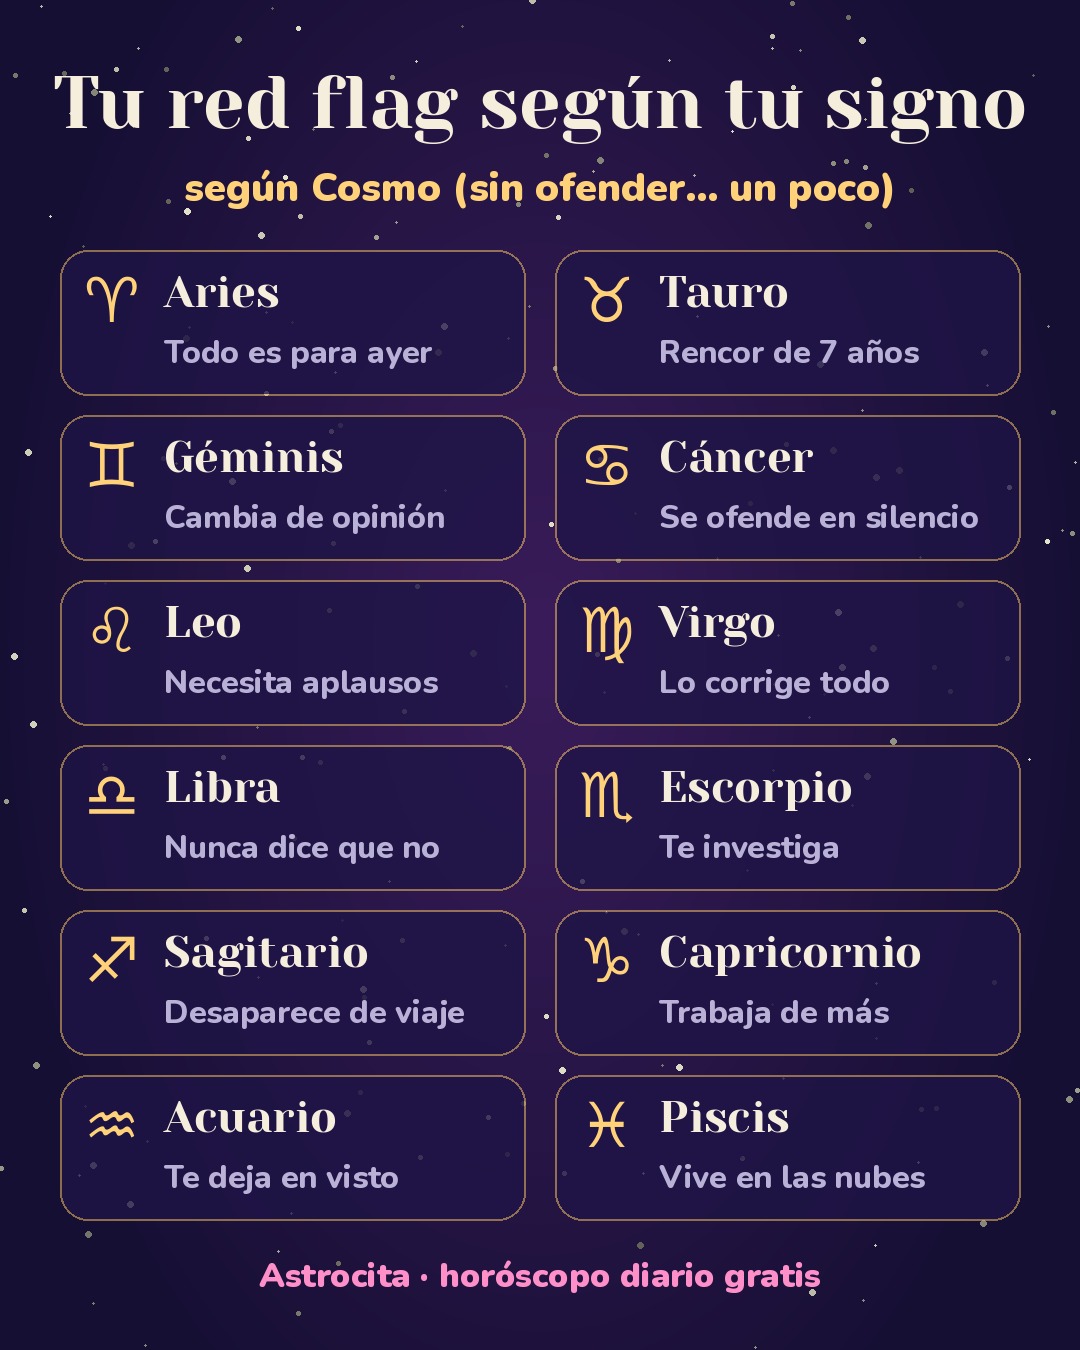 Tu red flag según tu signo
según Cosmo (sin ofender... un poco)
♈ Aries
Todo es para ayer
♉ Tauro
Rencor de 7 años
♊ Géminis
Cambia de opinión
♋ Cáncer
Se ofende en silencio
♌ Leo
Necesita aplausos
♍ Virgo
Lo corrige todo
♎ Libra
Nunca dice que no
♏ Escorpio
Te investiga
♐ Sagitario
Desaparece de viaje
♑ Capricornio
Trabaja de más
♒ Acuario
Te deja en visto
♓ Piscis
Vive en las nubes
Astrocita · horóscopo diario gratis